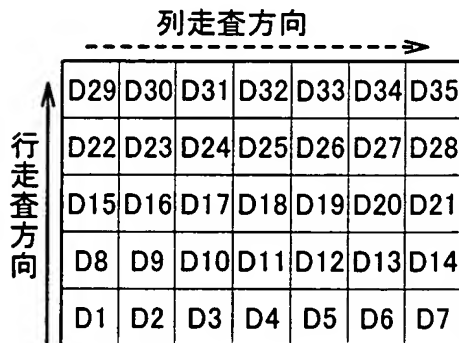 列走査方向
行走査方向
D29 D30 D31 D32 D33 D34 D35
D22 D23 D24 D25 D26 D27 D28
D15 D16 D17 D18 D19 D20 D21
D8 D9 D10 D11 D12 D13 D14
D1 D2 D3 D4 D5 D6 D7